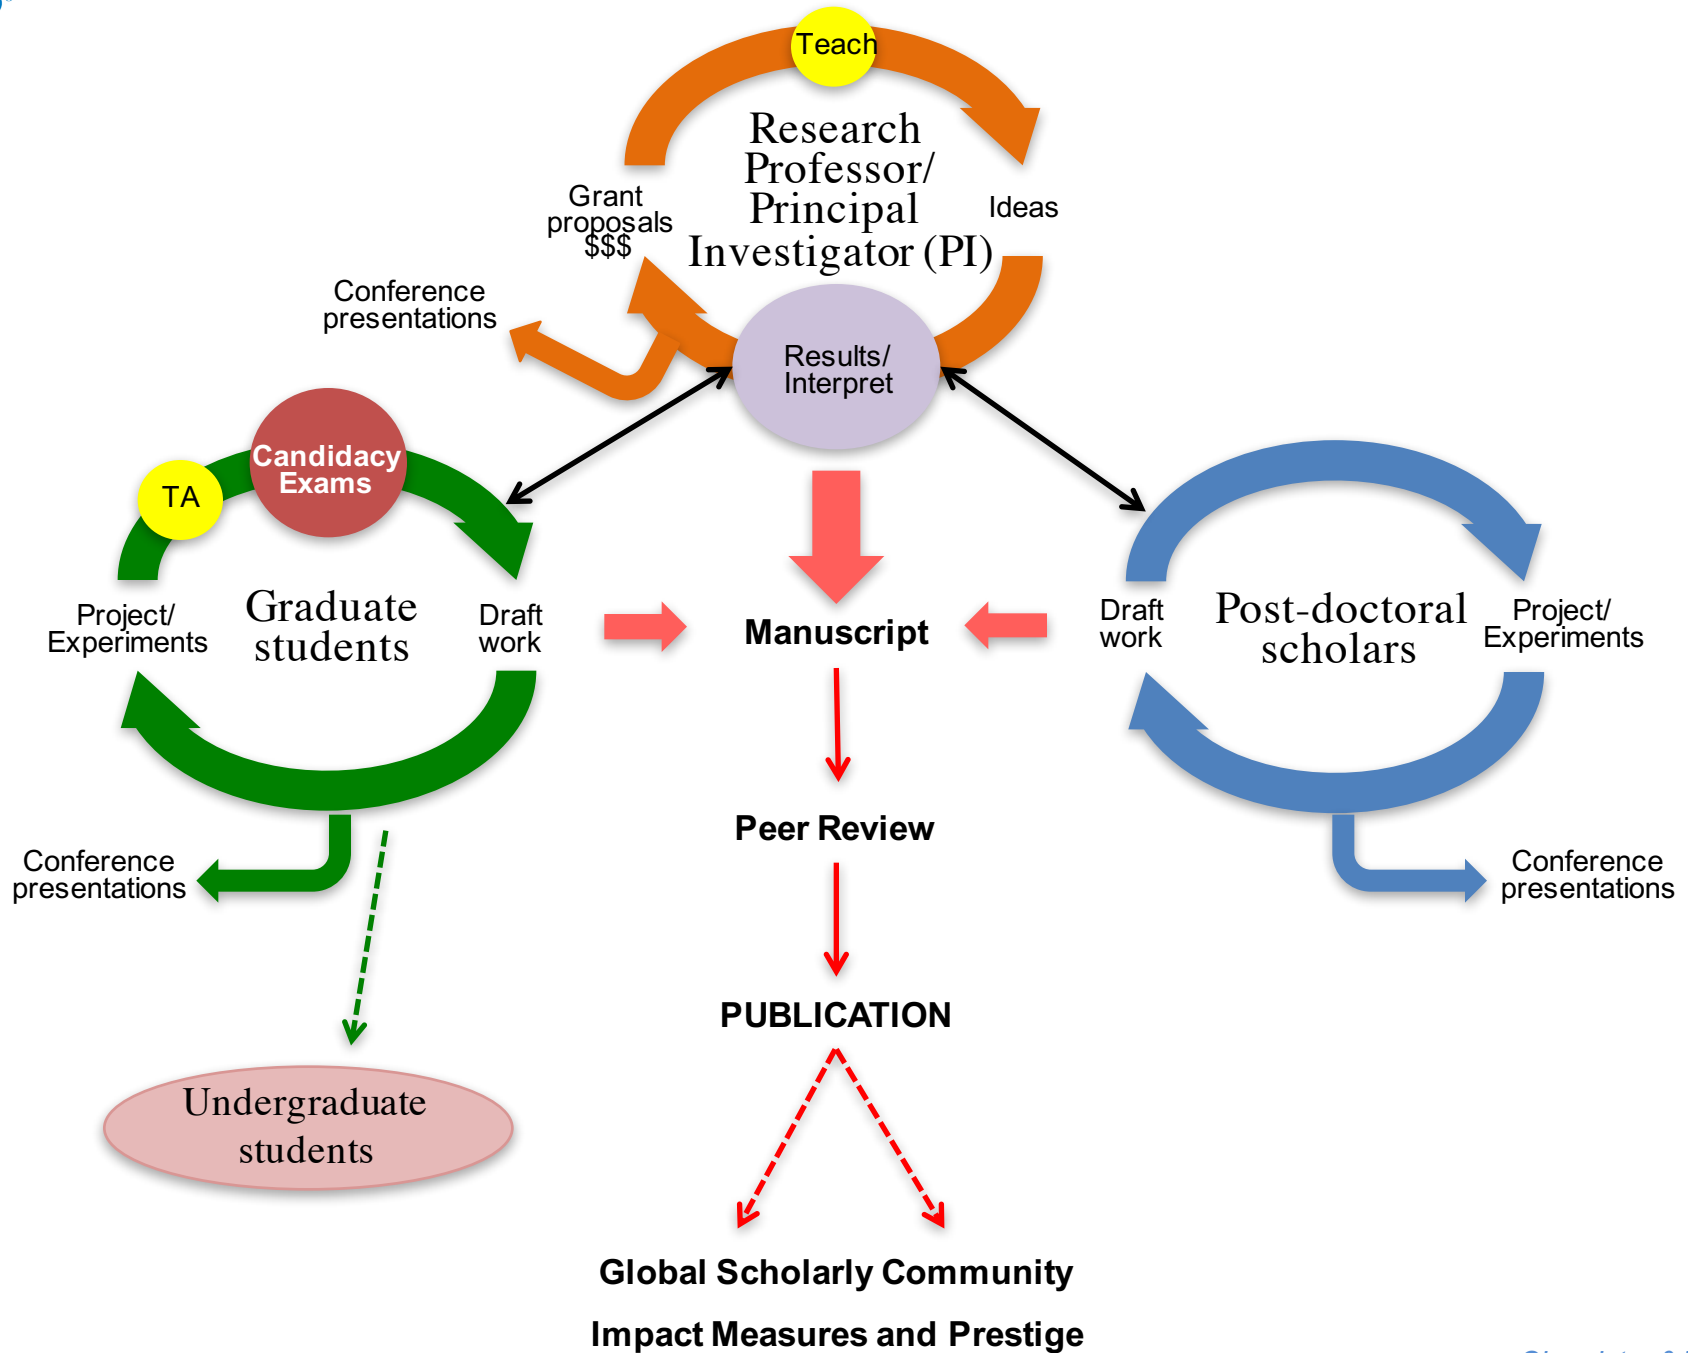 Teach
Research
Professor/
Principal
Investigator (PI)
Grant
proposals
$$$
Ideas
Conference
presentations
Results/
Interpret
Candidacy
Exams
TA
Project/
Experiments
Graduate
students
Draft
work
Manuscript
Draft
work
Post-doctoral
scholars
Project/
Experiments
Peer Review
Conference
presentations
Conference
presentations
PUBLICATION
Undergraduate
students
Global Scholarly Community
Impact Measures and Prestige